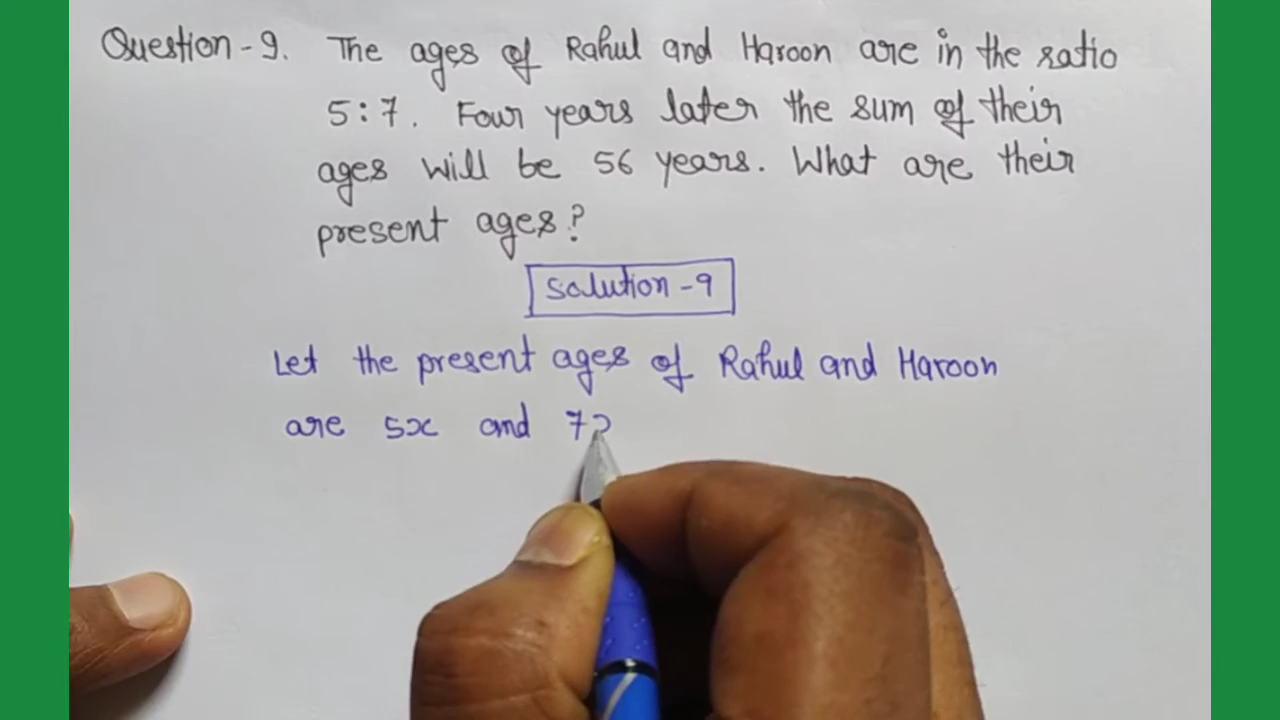 Question - 9. The ages of Rahul and Haroon are in the ratio
5 : 7. Four years later the sum of their
ages will be 56 years. What are their
present ages?
Solution - 9
Let the present ages of Rahul and Haroon
are 5x and 7